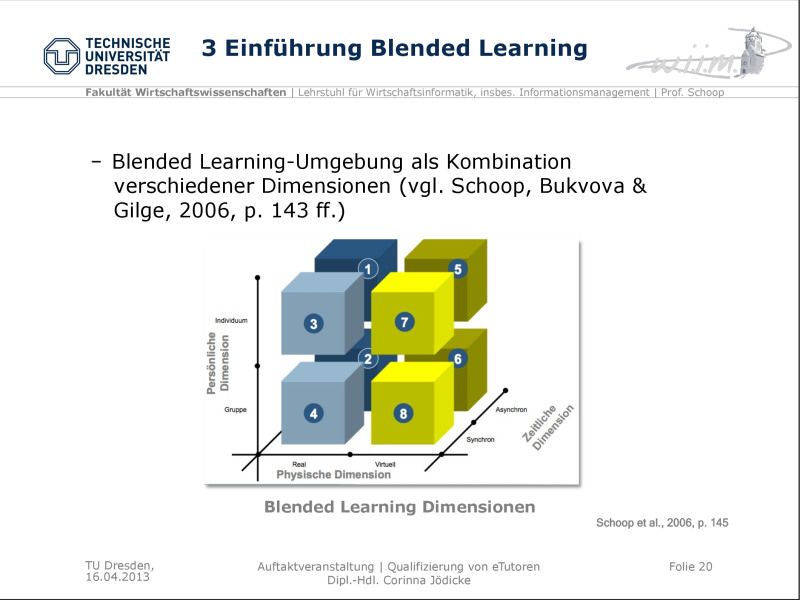 TECHNISCHE
UNIVERSITÄT
DRESDEN
3 Einführung Blended Learning
w.i.i.m.
Fakultät Wirtschaftswissenschaften | Lehrstuhl für Wirtschaftsinformatik, insbes. Informationsmanagement | Prof. Schoop
– Blended Learning-Umgebung als Kombination
verschiedener Dimensionen (vgl. Schoop, Bukvova &
Gilge, 2006, p. 143 ff.)
1
5
3
7
Individuum
Persönliche
Dimension
2
6
Gruppe
4
8
Asynchron
Synchron
Zeitliche
Dimension
Real
Virtuell
Physische Dimension
Blended Learning Dimensionen
Schoop et al., 2006, p. 145
TU Dresden,
16.04.2013
Auftaktveranstaltung | Qualifizierung von eTutoren
Dipl.-Hdl. Corinna Jödicke
Folie 20